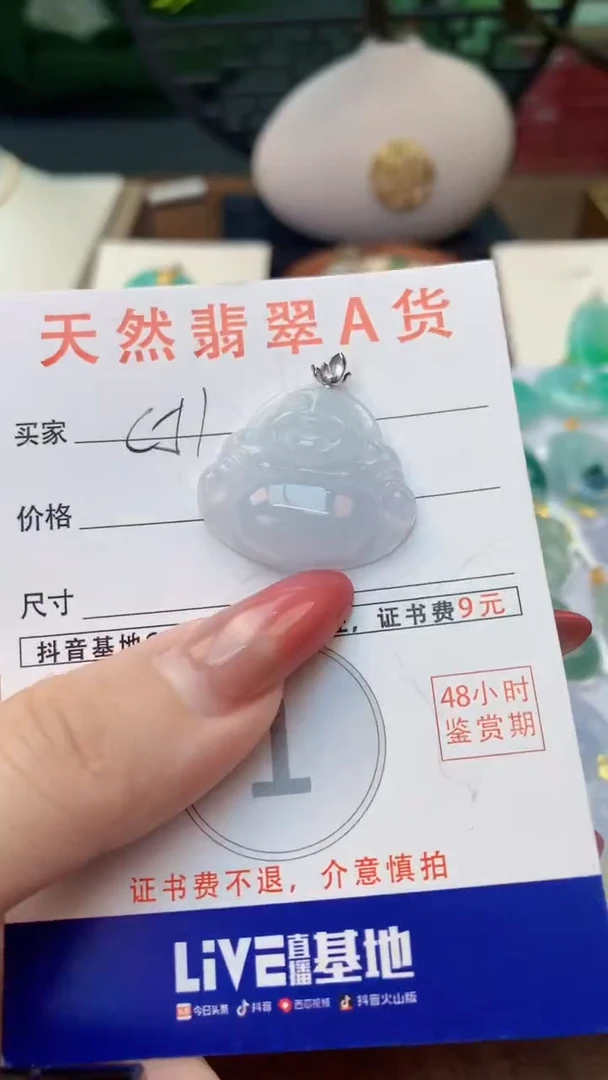 天然翡翠A货
买家
价格
尺寸
抖音基地
证书费9元
1
48小时
鉴赏期
证书费不退，介意慎拍
LiVE直播基地
今日头条 抖音 西瓜视频 抖音火山版